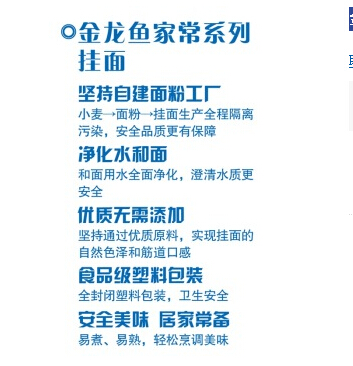 金龙鱼家常系列
挂面
坚持自建面粉工厂
小麦→面粉→挂面生产全程隔离
污染，安全品质更有保障
净化水和面
和面用水全面净化，澄清水质更
安全
优质无需添加
坚持通过优质原料，实现挂面的
自然色泽和筋道口感
食品级塑料包装
全封闭塑料包装，卫生安全
安全美味 居家常备
易煮、易熟，轻松烹调美味